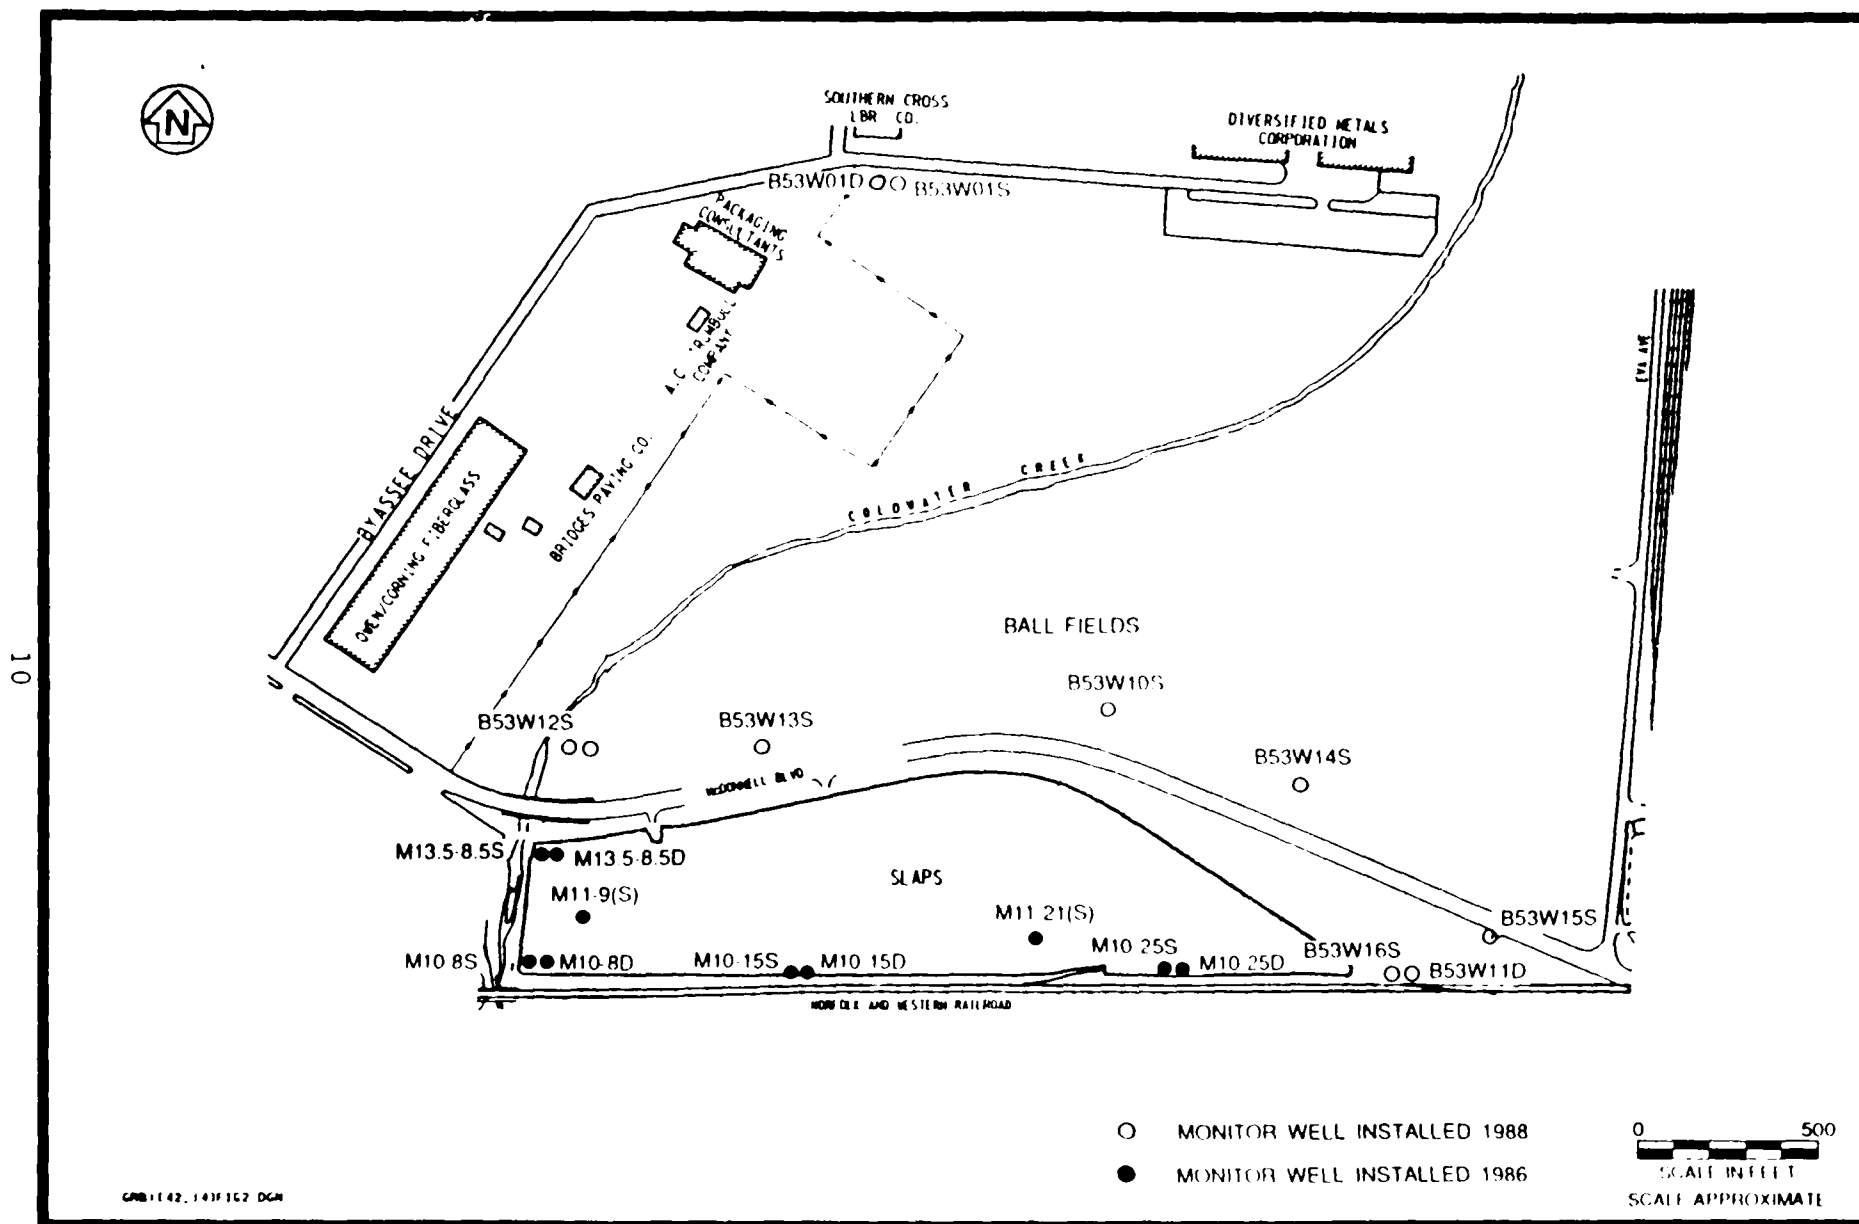 N
SOUTHERN CROSS
LBR CO.
DIVERSIFIED METALS
CORPORATION
B53W01D
B53W01S
PACKAGING
CONSULTANTS
A.C. TRUMBULL
COMPANY
EVA AVE
BYASSEE DRIVE
OWEN/CORNING FIBERGLASS
BRIDGES PAVING CO.
COLDWATER CREEK
BALL FIELDS
10
B53W10S
B53W12S
B53W13S
B53W14S
McDONNELL BLVD
M13.5-8.5S
M13.5-8.5D
SLAPS
M11-9(S)
M11-21(S)
B53W15S
M10-8S
M10-8D
M10-15S
M10-15D
M10-25S
M10-25D
B53W16S
B53W11D
NORFOLK AND WESTERN RAILROAD
MONITOR WELL INSTALLED 1988
MONITOR WELL INSTALLED 1986
0 500
SCALE IN FEET
SCALE APPROXIMATE